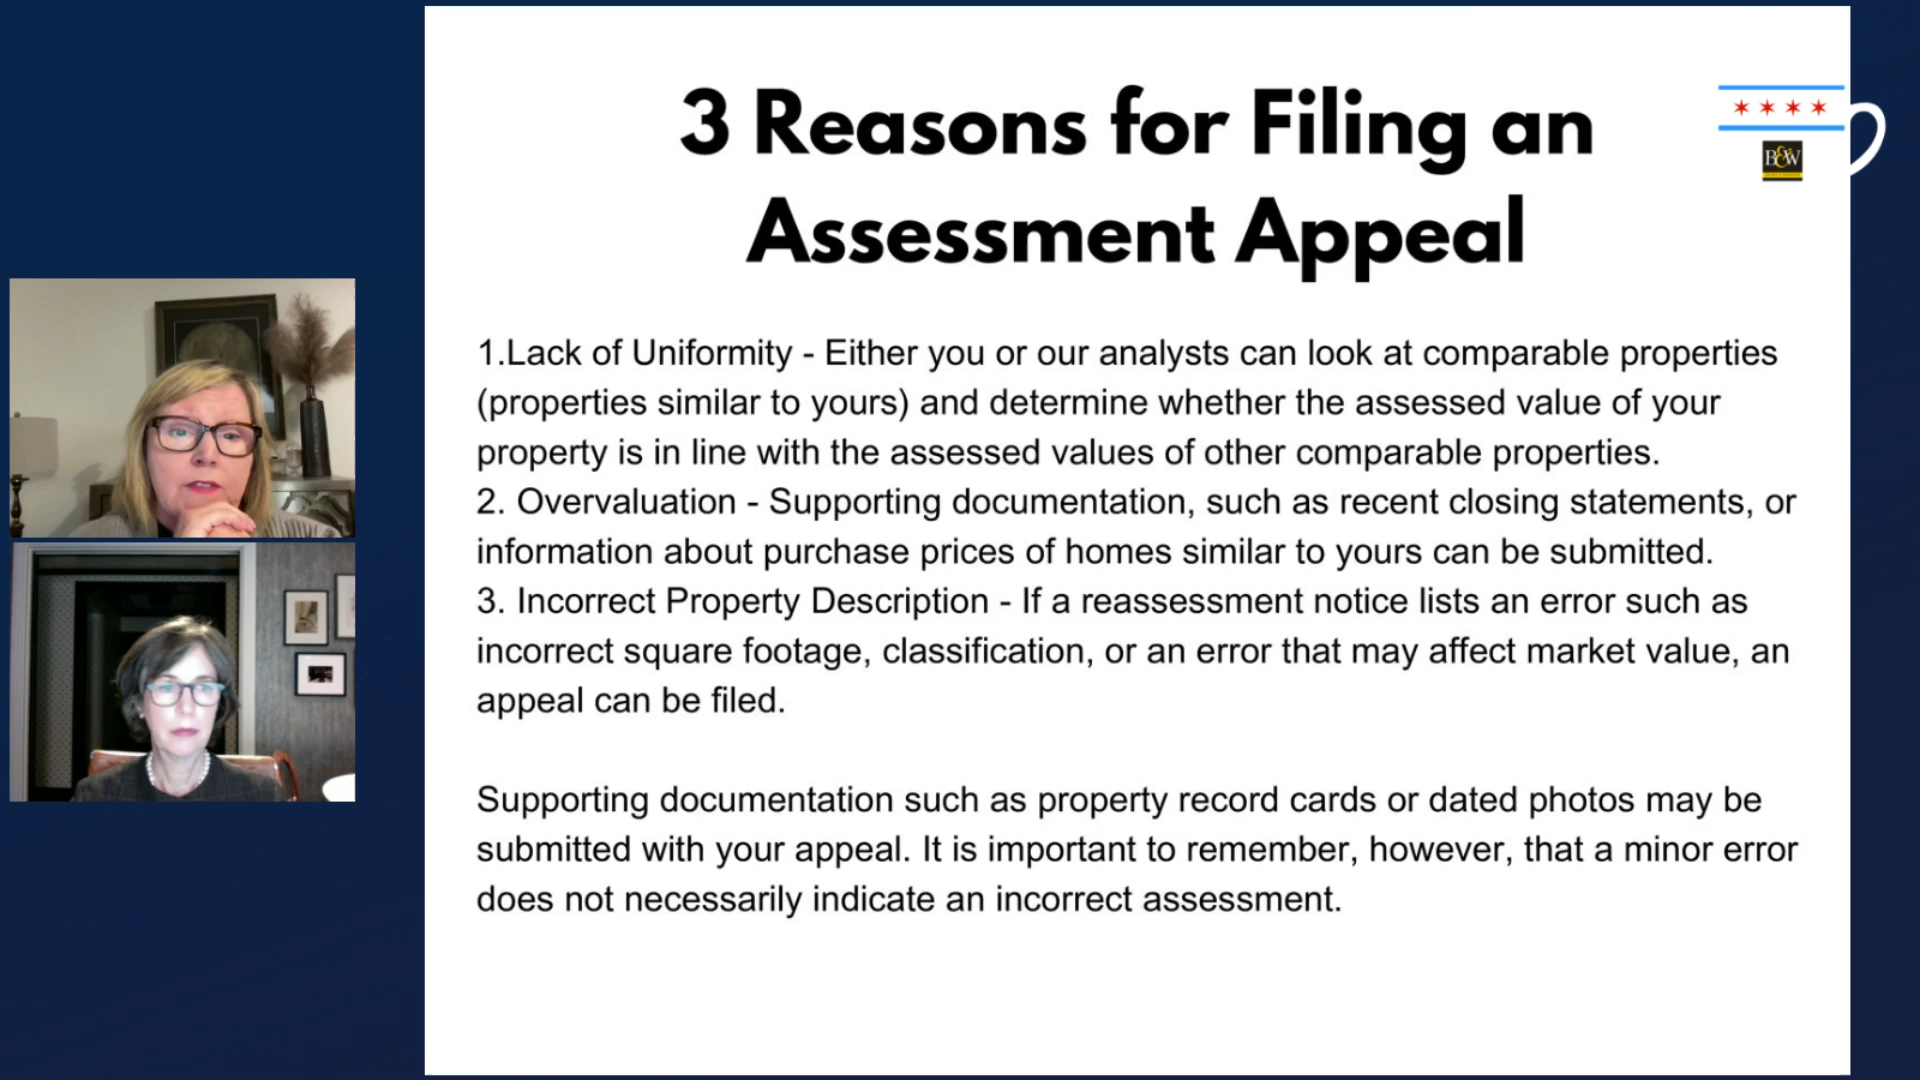 3 Reasons for Filing an
Assessment Appeal
B&W
1.Lack of Uniformity - Either you or our analysts can look at comparable properties
(properties similar to yours) and determine whether the assessed value of your
property is in line with the assessed values of other comparable properties.
2. Overvaluation - Supporting documentation, such as recent closing statements, or
information about purchase prices of homes similar to yours can be submitted.
3. Incorrect Property Description - If a reassessment notice lists an error such as
incorrect square footage, classification, or an error that may affect market value, an
appeal can be filed.
Supporting documentation such as property record cards or dated photos may be
submitted with your appeal. It is important to remember, however, that a minor error
does not necessarily indicate an incorrect assessment.